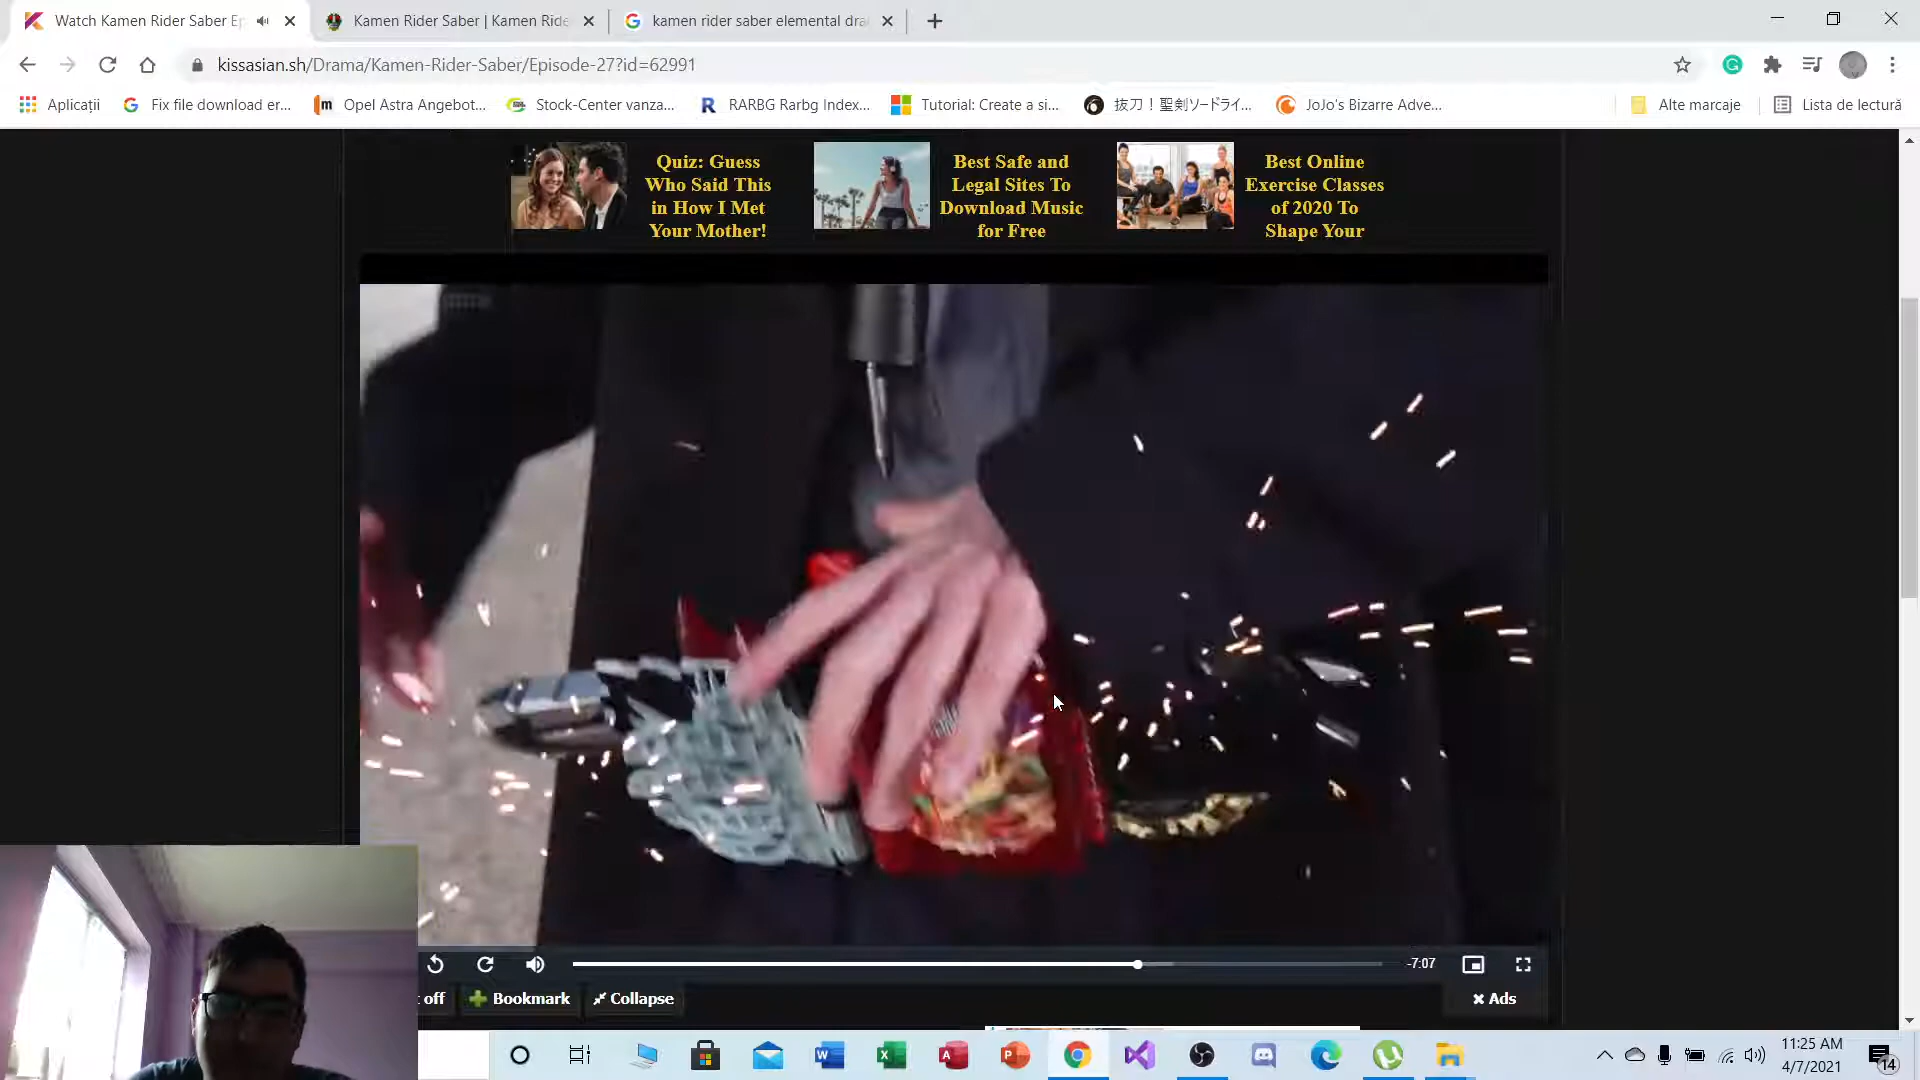 Watch Kamen Rider Saber Ep
Kamen Rider Saber | Kamen Ride
kamen rider saber elemental dra
kissasian.sh/Drama/Kamen-Rider-Saber/Episode-27?id=62991
Aplicații
Fix file download er...
Opel Astra Angebot...
Stock-Center vanza...
RARBG Rarbg Index...
Tutorial: Create a si...
抜刀！聖剣ソードライ...
JoJo's Bizarre Adve...
Alte marcaje
Lista de lectură
Quiz: Guess
Who Said This
in How I Met
Your Mother!
Best Safe and
Legal Sites To
Download Music
for Free
Best Online
Exercise Classes
of 2020 To
Shape Your
-7:07
off
Bookmark
Collapse
Ads
11:25 AM
4/7/2021
14